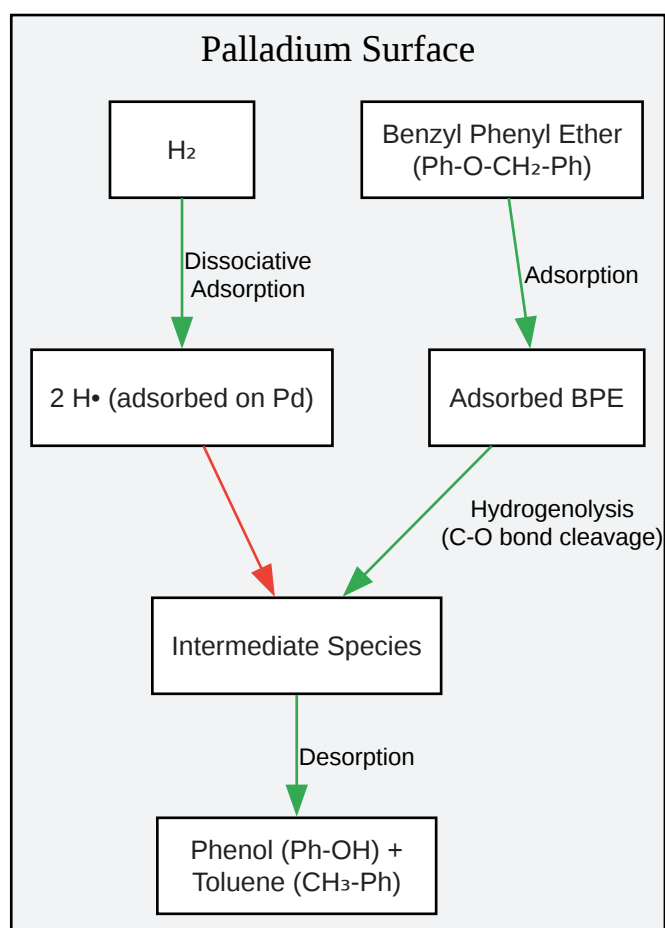 Palladium Surface
H₂
Benzyl Phenyl Ether
(Ph-O-CH₂-Ph)
Dissociative
Adsorption
Adsorption
2 H• (adsorbed on Pd)
Adsorbed BPE
Hydrogenolysis
(C-O bond cleavage)
Intermediate Species
Desorption
Phenol (Ph-OH) +
Toluene (CH₃-Ph)